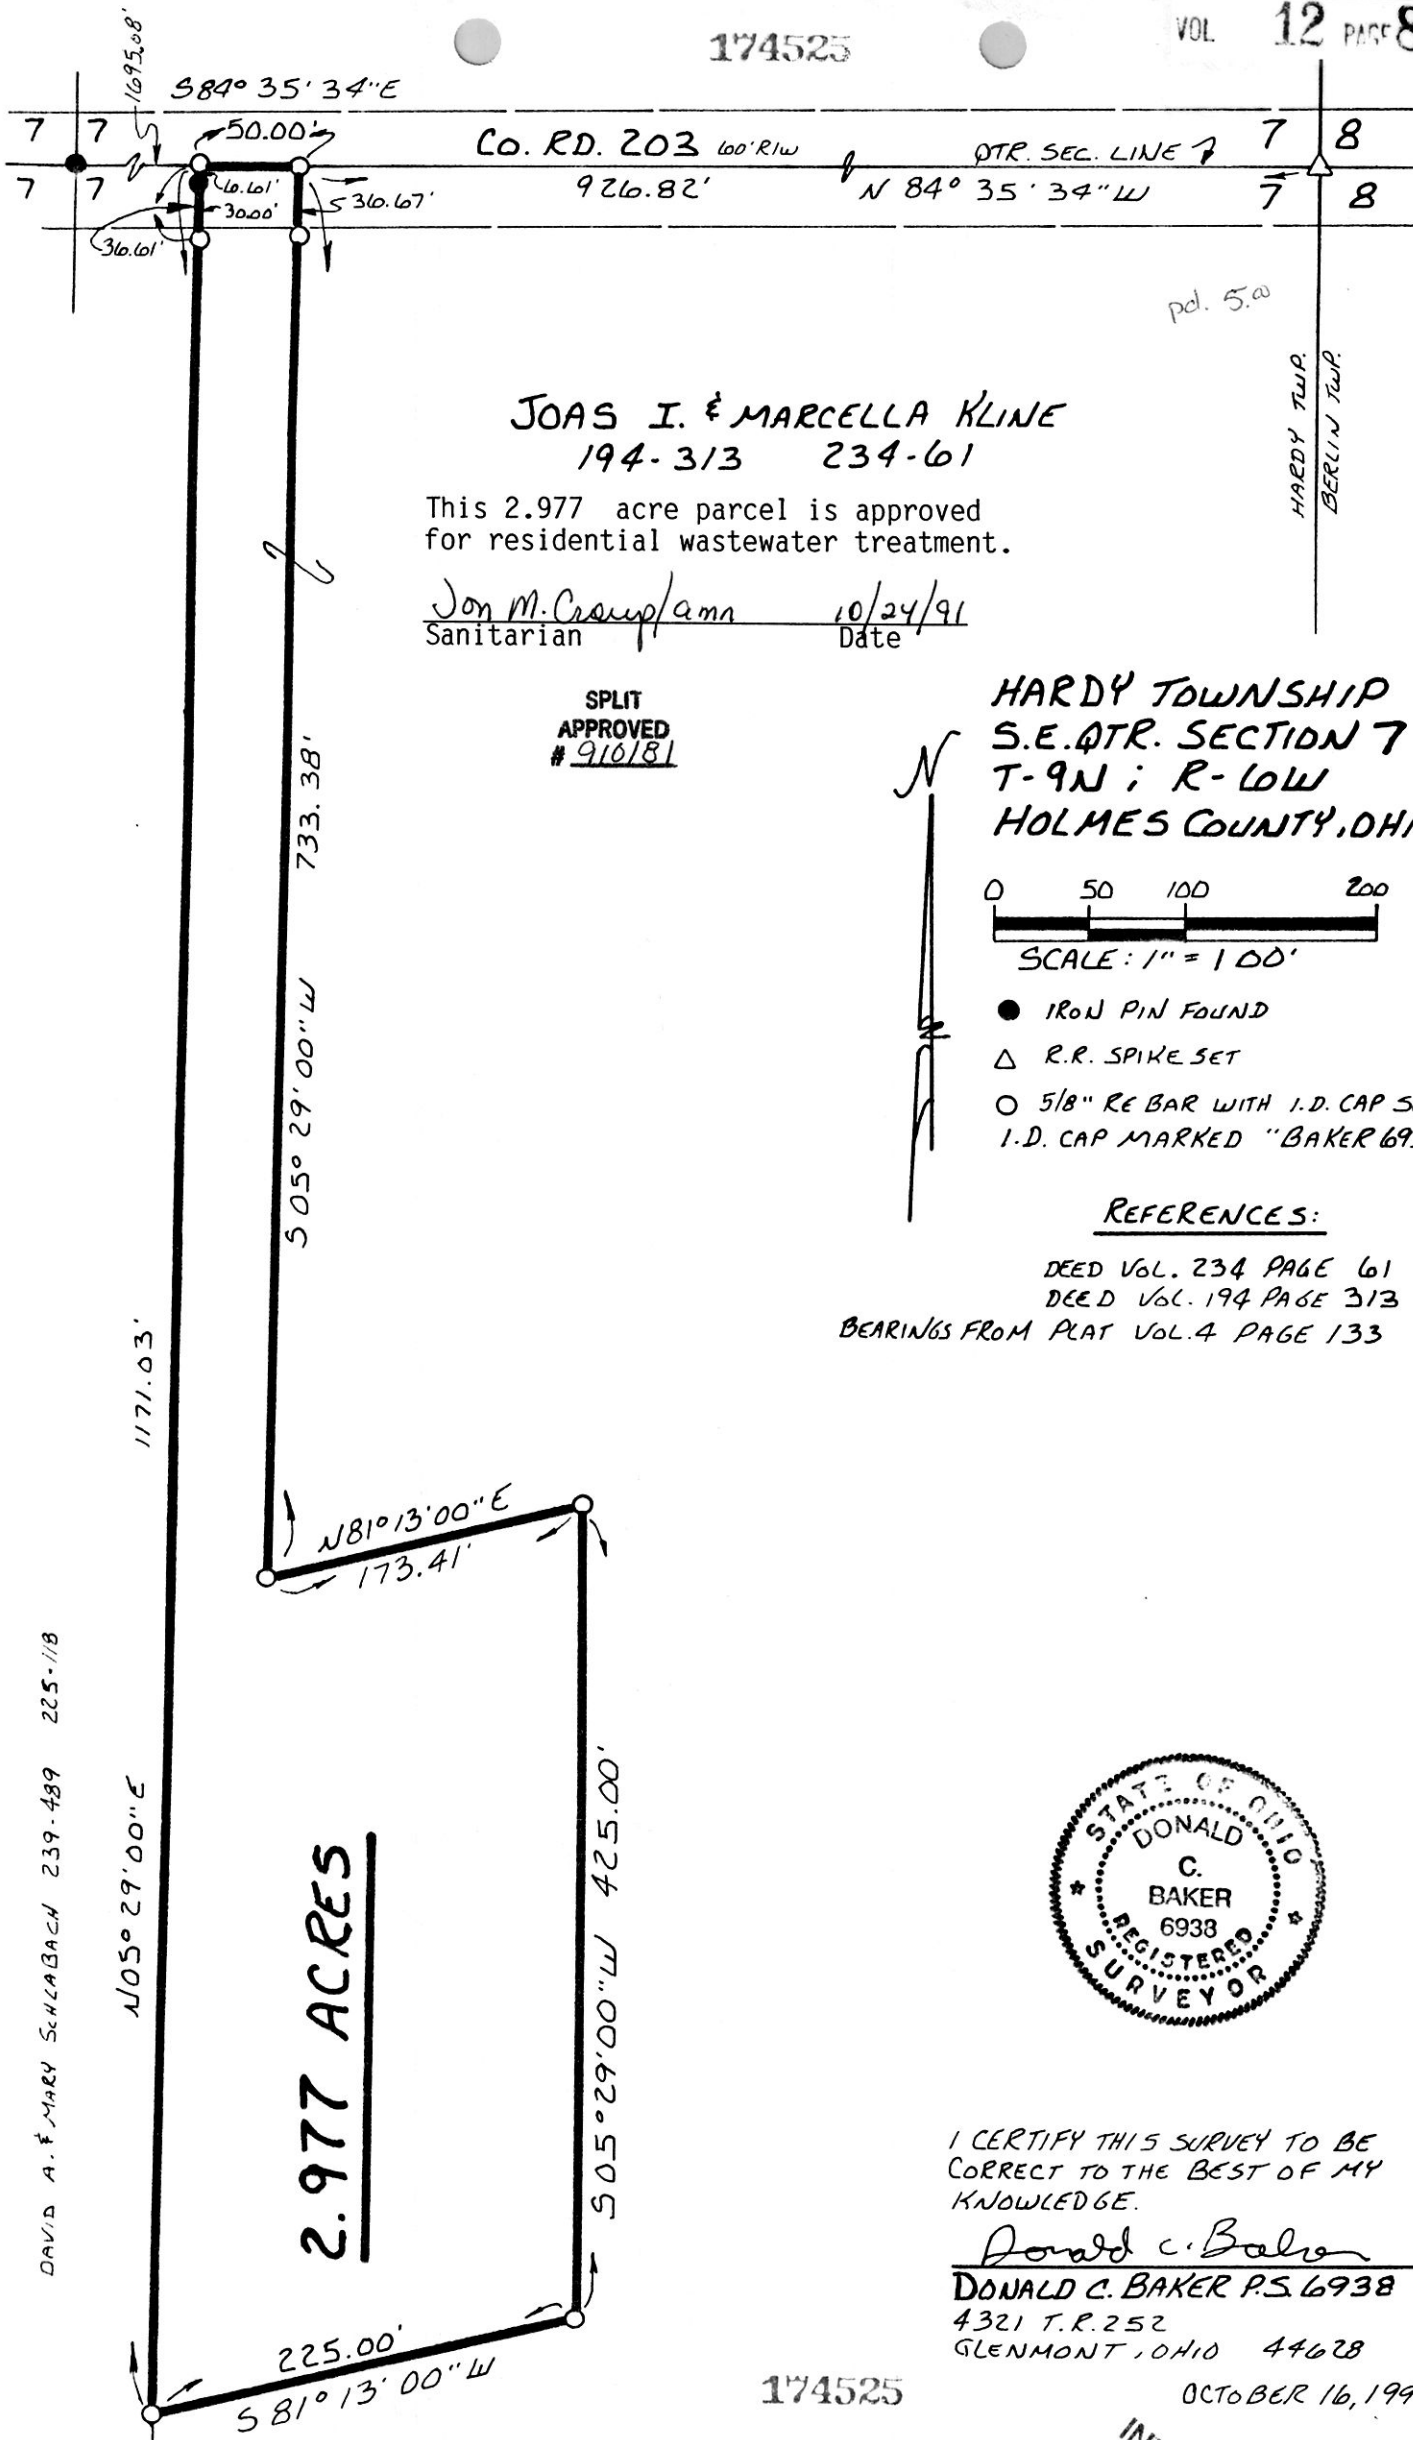 174525
VOL 12 PAGE 8
1695.08'
S84° 35' 34"E
7 7
50.00'
CO. RD. 203 60' R/W
QTR. SEC. LINE
7 8
7 7
6.61'
30.00'
36.67'
926.82'
N 84° 35' 34" W
7 8
36.61'
pd. 5.00
HARDY TWP.
BERLIN TWP.
JOAS I. & MARCELLA KLINE
194-313 234-61
This 2.977 acre parcel is approved
for residential wastewater treatment.
Jon M. Croup/amn 10/24/91
Sanitarian Date
SPLIT
APPROVED
# 910181
HARDY TOWNSHIP
S.E. QTR. SECTION 7
T-9N ; R-6W
HOLMES COUNTY, OHI
N
0 50 100 200
SCALE: 1" = 100'
IRON PIN FOUND
R.R. SPIKE SET
5/8" RE BAR WITH I.D. CAP S
I.D. CAP MARKED "BAKER 69
REFERENCES:
DEED VOL. 234 PAGE 61
DEED VOL. 194 PAGE 313
BEARINGS FROM PLAT VOL. 4 PAGE 133
733.38'
S 05° 29' 00" W
1171.03'
N 05° 29' 00" E
N 81° 13' 00" E
173.41'
DAVID A. & MARY SCHLABACH 239-489 225-118
2.977 ACRES
S 05° 29' 00" W 425.00'
225.00'
S 81° 13' 00" W
STATE OF OHIO
DONALD
C.
BAKER
6938
REGISTERED
SURVEYOR
I CERTIFY THIS SURVEY TO BE
CORRECT TO THE BEST OF MY
KNOWLEDGE.
Donald C. Baker
DONALD C. BAKER P.S. 6938
4321 T.R. 252
GLENMONT, OHIO 44628
174525
OCTOBER 16, 199